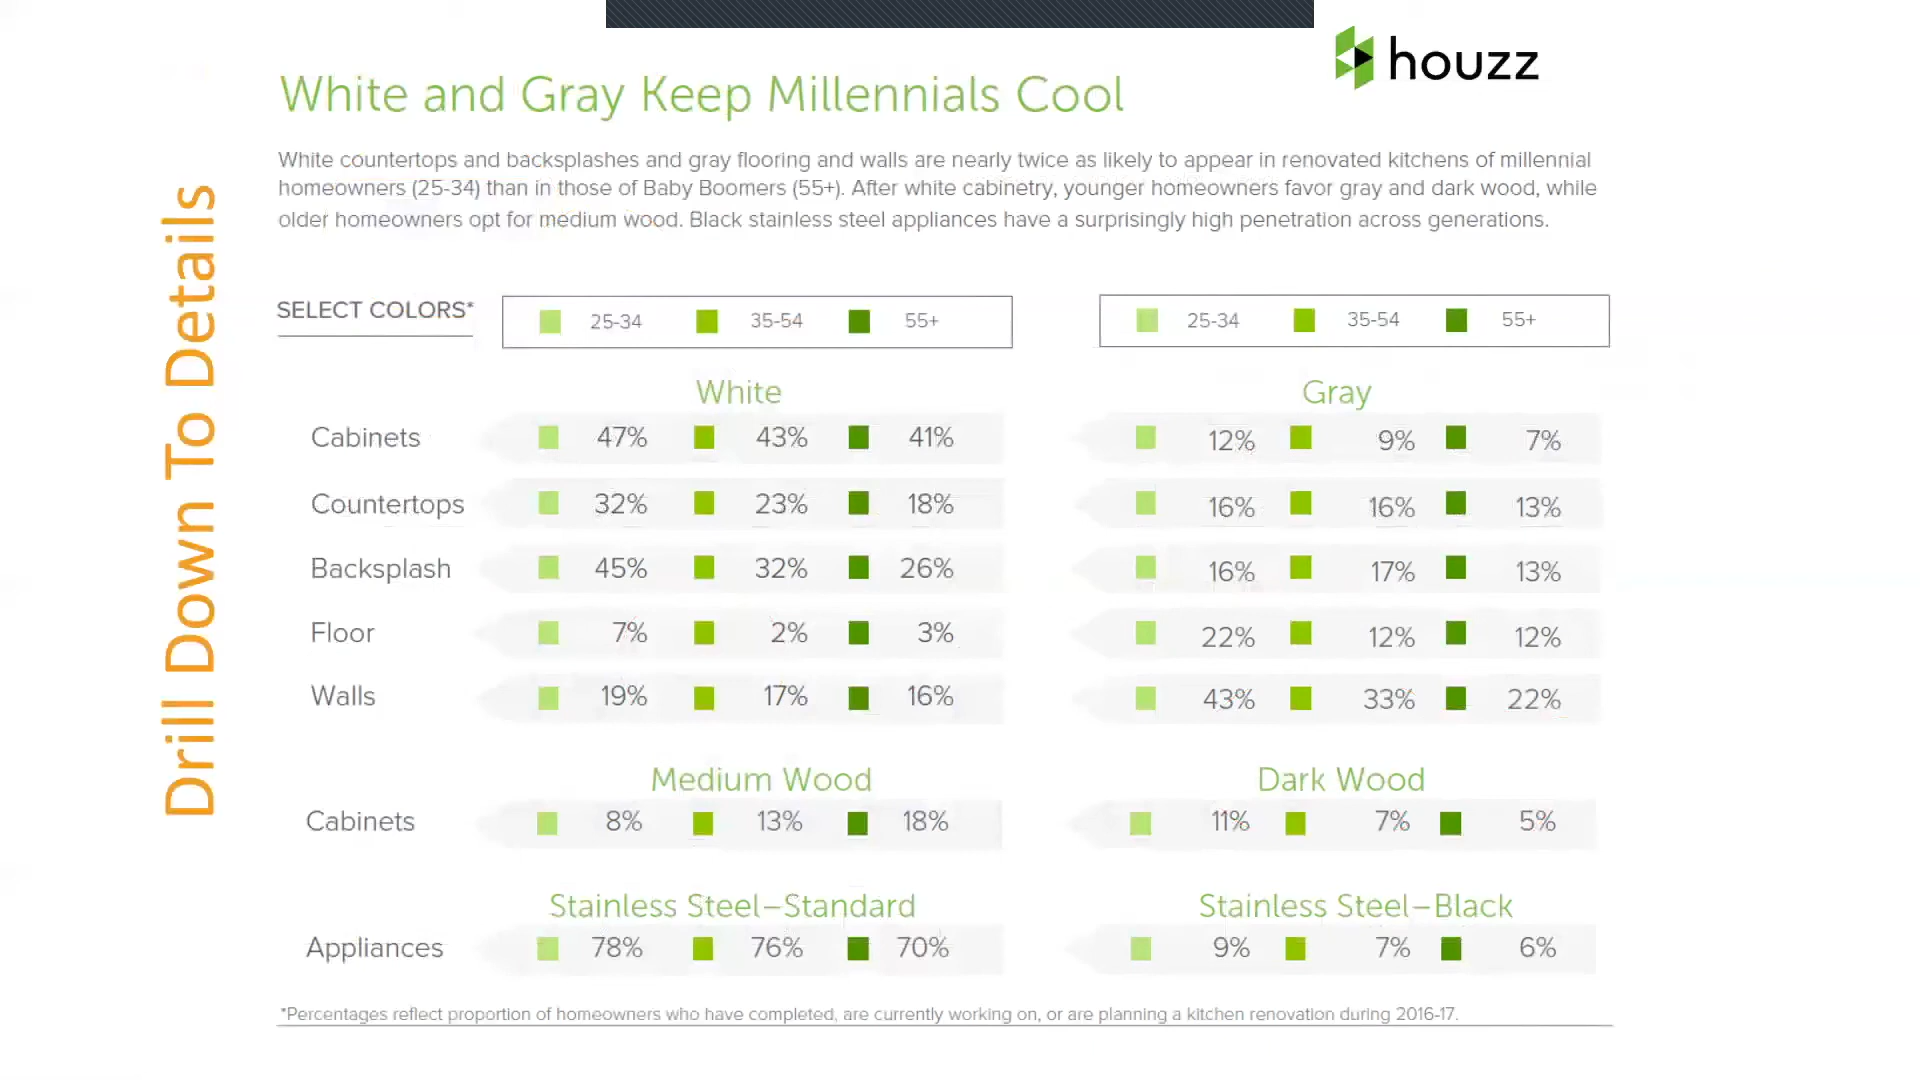 houzz
White and Gray Keep Millennials Cool
White countertops and backsplashes and gray flooring and walls are nearly twice as likely to appear in renovated kitchens of millennial
homeowners (25-34) than in those of Baby Boomers (55+). After white cabinetry, younger homeowners favor gray and dark wood, while
older homeowners opt for medium wood. Black stainless steel appliances have a surprisingly high penetration across generations.
Drill Down To Details
SELECT COLORS* 25-34 35-54 55+ 25-34 35-54 55+
White Gray
Cabinets 47% 43% 41% 12% 9% 7%
Countertops 32% 23% 18% 16% 16% 13%
Backsplash 45% 32% 26% 16% 17% 13%
Floor 7% 2% 3% 22% 12% 12%
Walls 19% 17% 16% 43% 33% 22%
Medium Wood Dark Wood
Cabinets 8% 13% 18% 11% 7% 5%
Stainless Steel–Standard Stainless Steel–Black
Appliances 78% 76% 70% 9% 7% 6%
*Percentages reflect proportion of homeowners who have completed, are currently working on, or are planning a kitchen renovation during 2016-17.